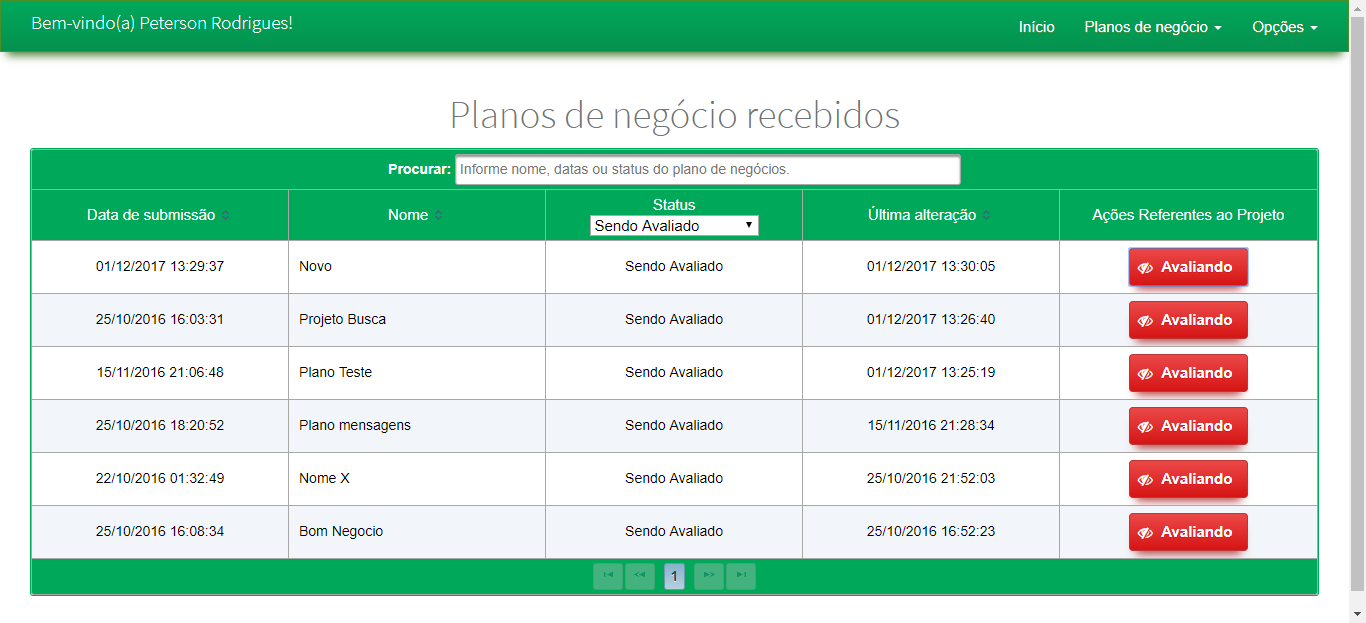 Bem-vindo(a) Peterson Rodrigues!
Início Planos de negócio Opções
Planos de negócio recebidos
Procurar: Informe nome, datas ou status do plano de negócios.
Data de submissão Nome Status Última alteração Ações Referentes ao Projeto
Sendo Avaliado
01/12/2017 13:29:37 Novo Sendo Avaliado 01/12/2017 13:30:05 Avaliando
25/10/2016 16:03:31 Projeto Busca Sendo Avaliado 01/12/2017 13:26:40 Avaliando
15/11/2016 21:06:48 Plano Teste Sendo Avaliado 01/12/2017 13:25:19 Avaliando
25/10/2016 18:20:52 Plano mensagens Sendo Avaliado 15/11/2016 21:28:34 Avaliando
22/10/2016 01:32:49 Nome X Sendo Avaliado 25/10/2016 21:52:03 Avaliando
25/10/2016 16:08:34 Bom Negocio Sendo Avaliado 25/10/2016 16:52:23 Avaliando
1